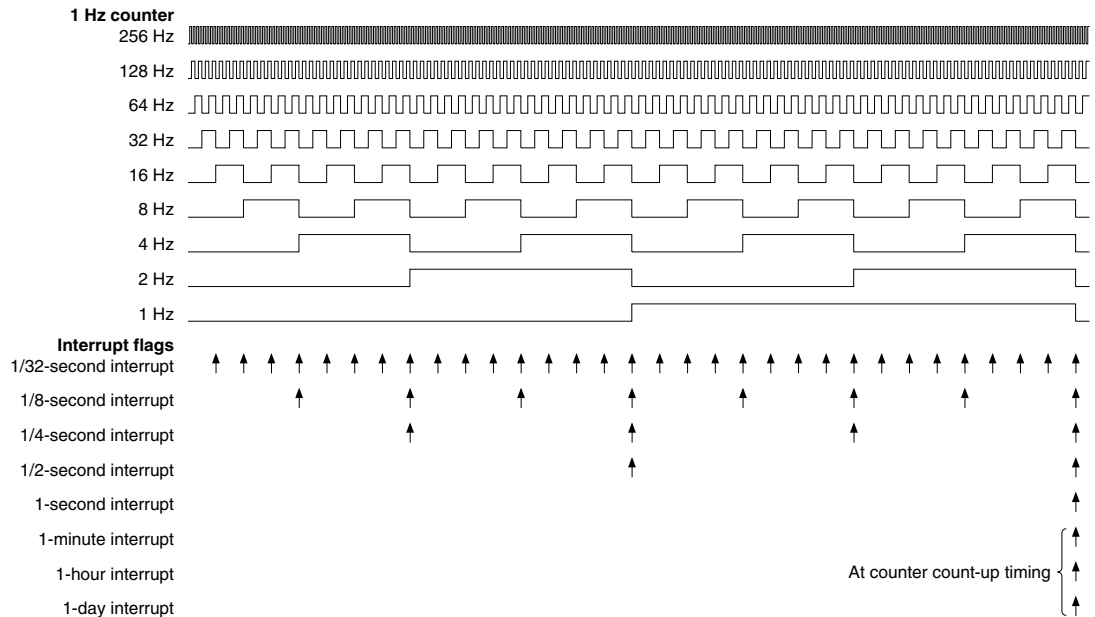 1 Hz counter
256 Hz
128 Hz
64 Hz
32 Hz
16 Hz
8 Hz
4 Hz
2 Hz
1 Hz
Interrupt flags
1/32-second interrupt
1/8-second interrupt
1/4-second interrupt
1/2-second interrupt
1-second interrupt
1-minute interrupt
1-hour interrupt
At counter count-up timing
1-day interrupt